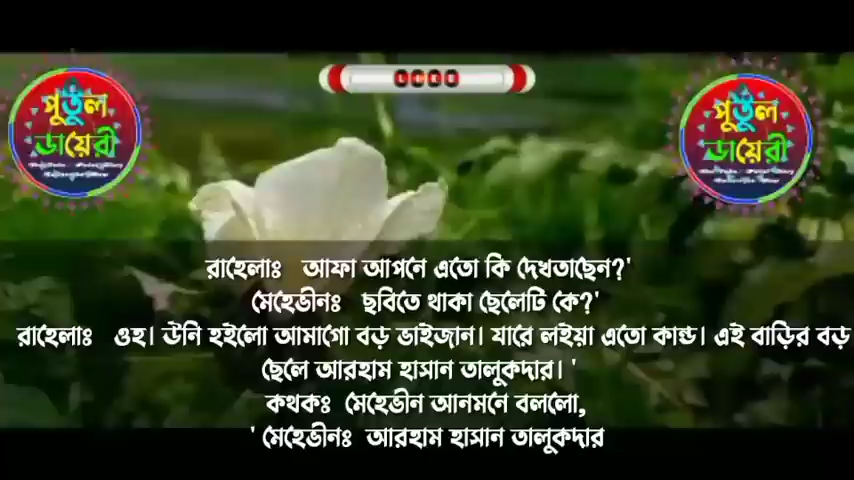 LIKE
পুতুল
ডায়েরী
পুতুল
ডায়েরী
রাহেলাঃ আফা আপনে এতো কি দেখতাছেন?'
মেহেভীনঃ ছবিতে থাকা ছেলেটি কে?'
রাহেলাঃ ওহ। উনি হইলো আমাগো বড় ভাইজান। যারে লইয়া এতো কান্ড। এই বাড়ির বড়
ছেলে আরহাম হাসান তালুকদার। '
কথকঃ মেহেভীন আনমনে বললো,
' মেহেভীনঃ আরহাম হাসান তালুকদার